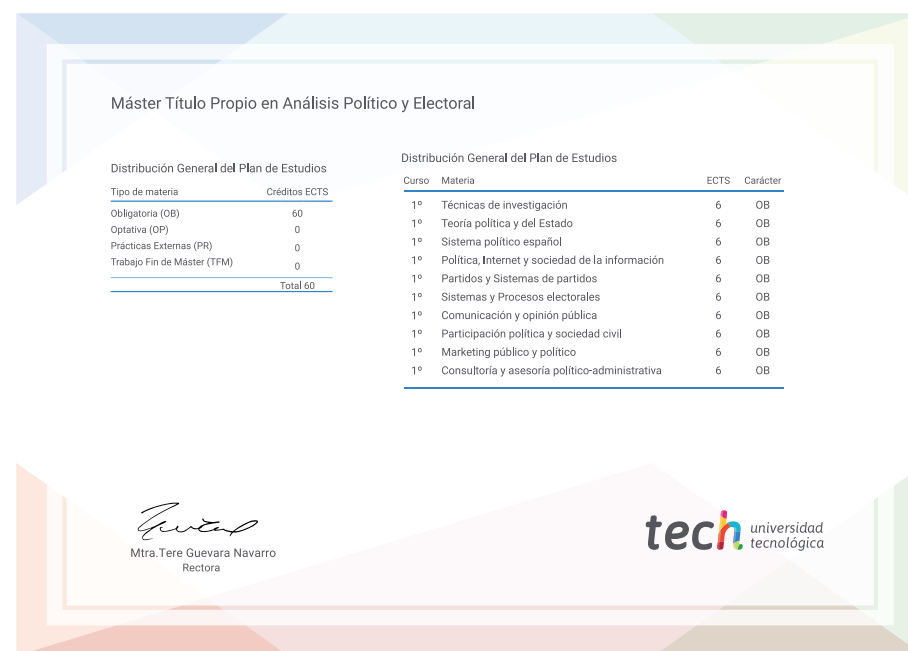 Máster Título Propio en Análisis Político y Electoral
Distribución General del Plan de Estudios
Tipo de materia Créditos ECTS
Obligatoria (OB) 60
Optativa (OP) 0
Prácticas Externas (PR) 0
Trabajo Fin de Máster (TFM) 0
Total 60
Distribución General del Plan de Estudios
Curso Materia ECTS Carácter
1º Técnicas de investigación 6 OB
1º Teoría política y del Estado 6 OB
1º Sistema político español 6 OB
1º Política, Internet y sociedad de la información 6 OB
1º Partidos y Sistemas de partidos 6 OB
1º Sistemas y Procesos electorales 6 OB
1º Comunicación y opinión pública 6 OB
1º Participación política y sociedad civil 6 OB
1º Marketing público y político 6 OB
1º Consultoría y asesoría político-administrativa 6 OB
Mtra.Tere Guevara Navarro
Rectora
tech universidad
tecnológica